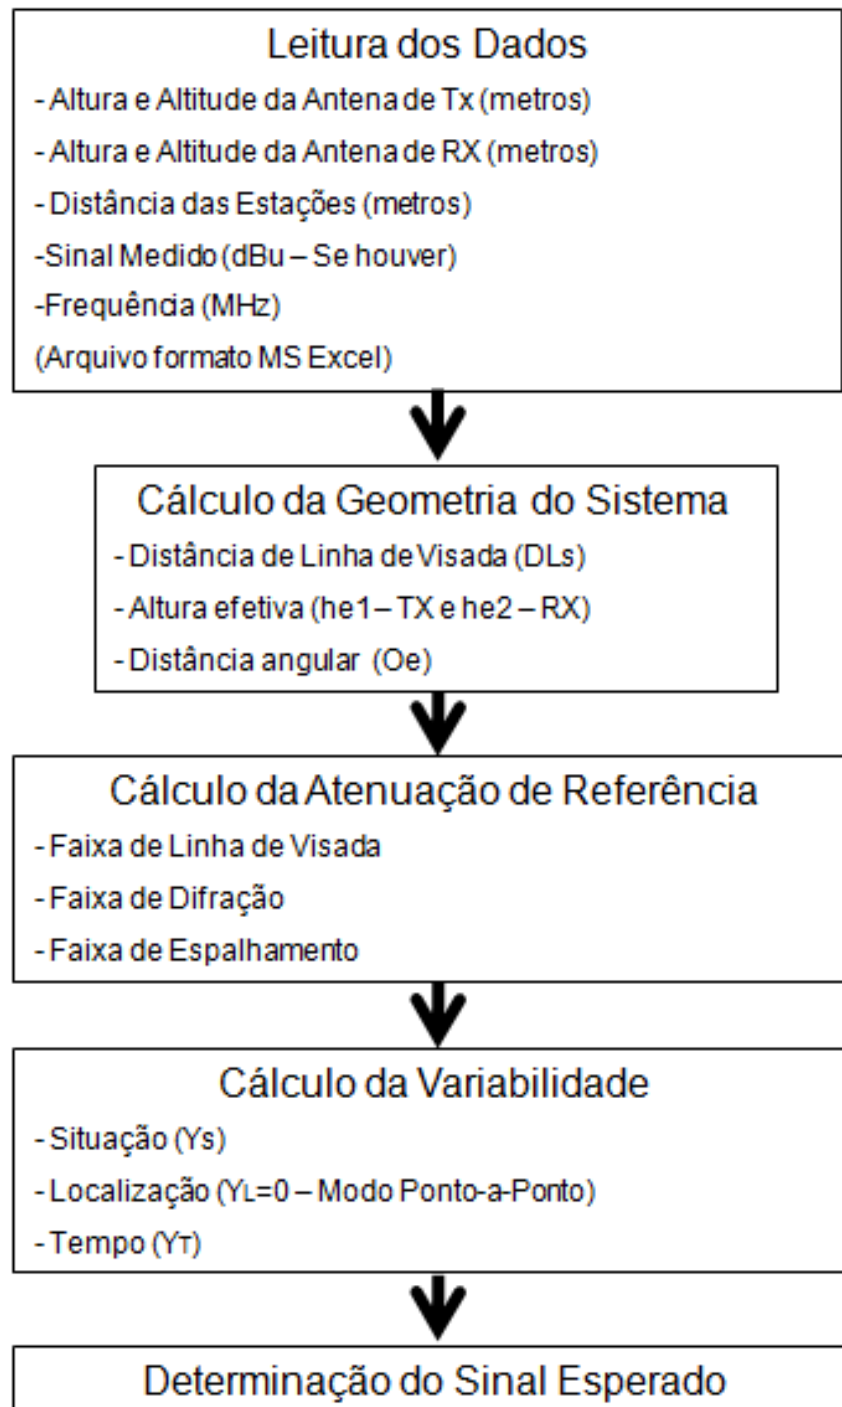 Leitura dos Dados
- Altura e Altitude da Antena de Tx (metros)
- Altura e Altitude da Antena de RX (metros)
- Distância das Estações (metros)
-Sinal Medido (dBu – Se houver)
-Frequência (MHz)
(Arquivo formato MS Excel)
Cálculo da Geometria do Sistema
- Distância de Linha de Visada (DLs)
- Altura efetiva (he1 – TX e he2 – RX)
- Distância angular (Oe)
Cálculo da Atenuação de Referência
- Faixa de Linha de Visada
- Faixa de Difração
- Faixa de Espalhamento
Cálculo da Variabilidade
- Situação (Ys)
- Localização (YL=0 – Modo Ponto-a-Ponto)
- Tempo (YT)
Determinação do Sinal Esperado